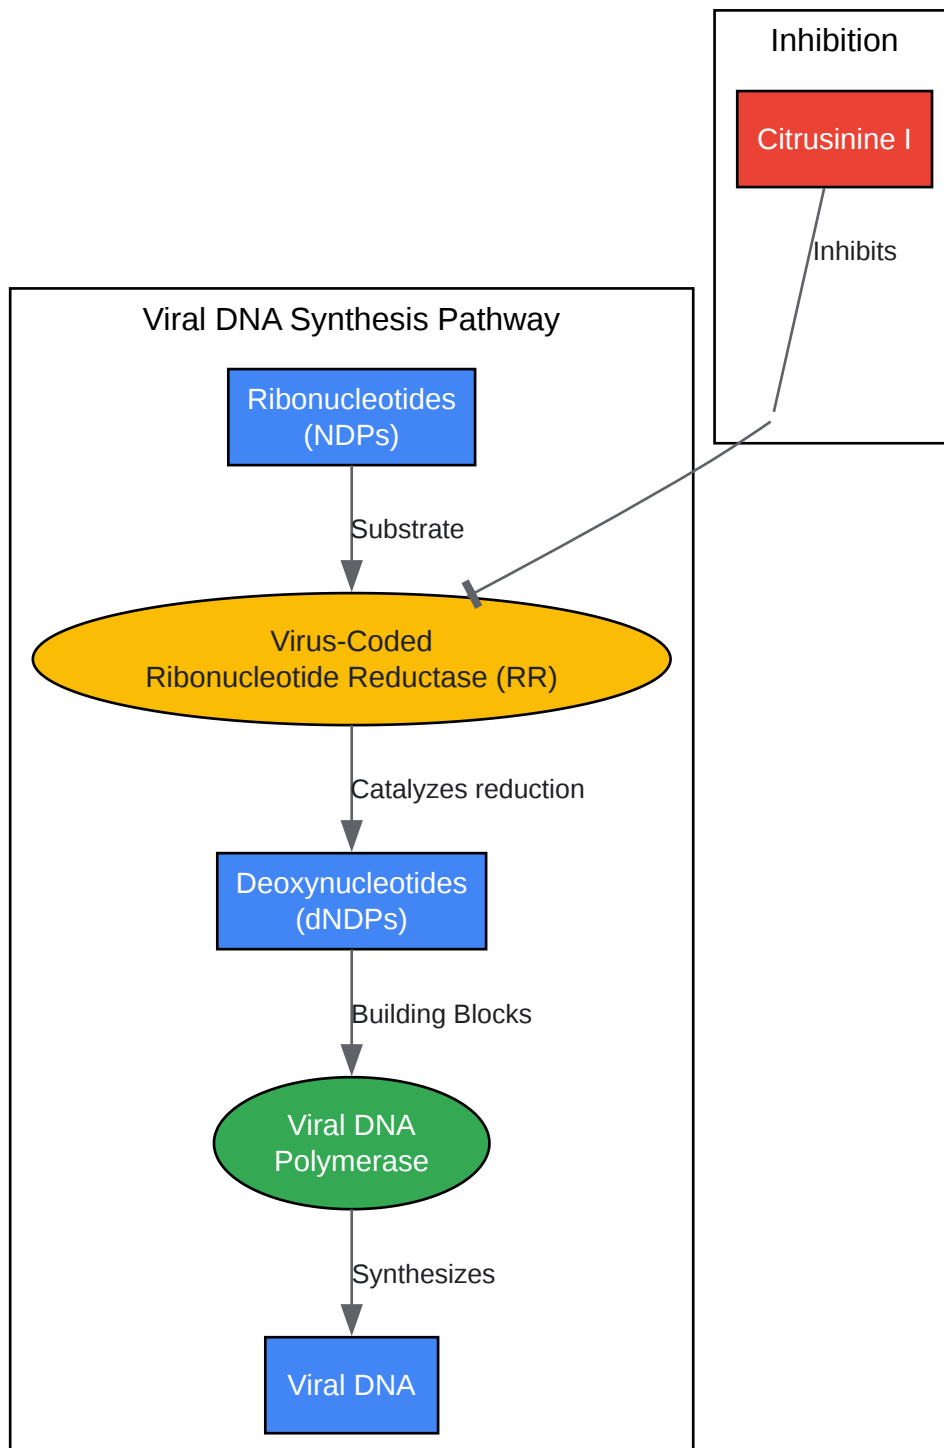 Inhibition
Citrusinine I
Inhibits
Viral DNA Synthesis Pathway
Ribonucleotides
(NDPs)
Substrate
Virus-Coded
Ribonucleotide Reductase (RR)
Catalyzes reduction
Deoxynucleotides
(dNDPs)
Building Blocks
Viral DNA
Polymerase
Synthesizes
Viral DNA